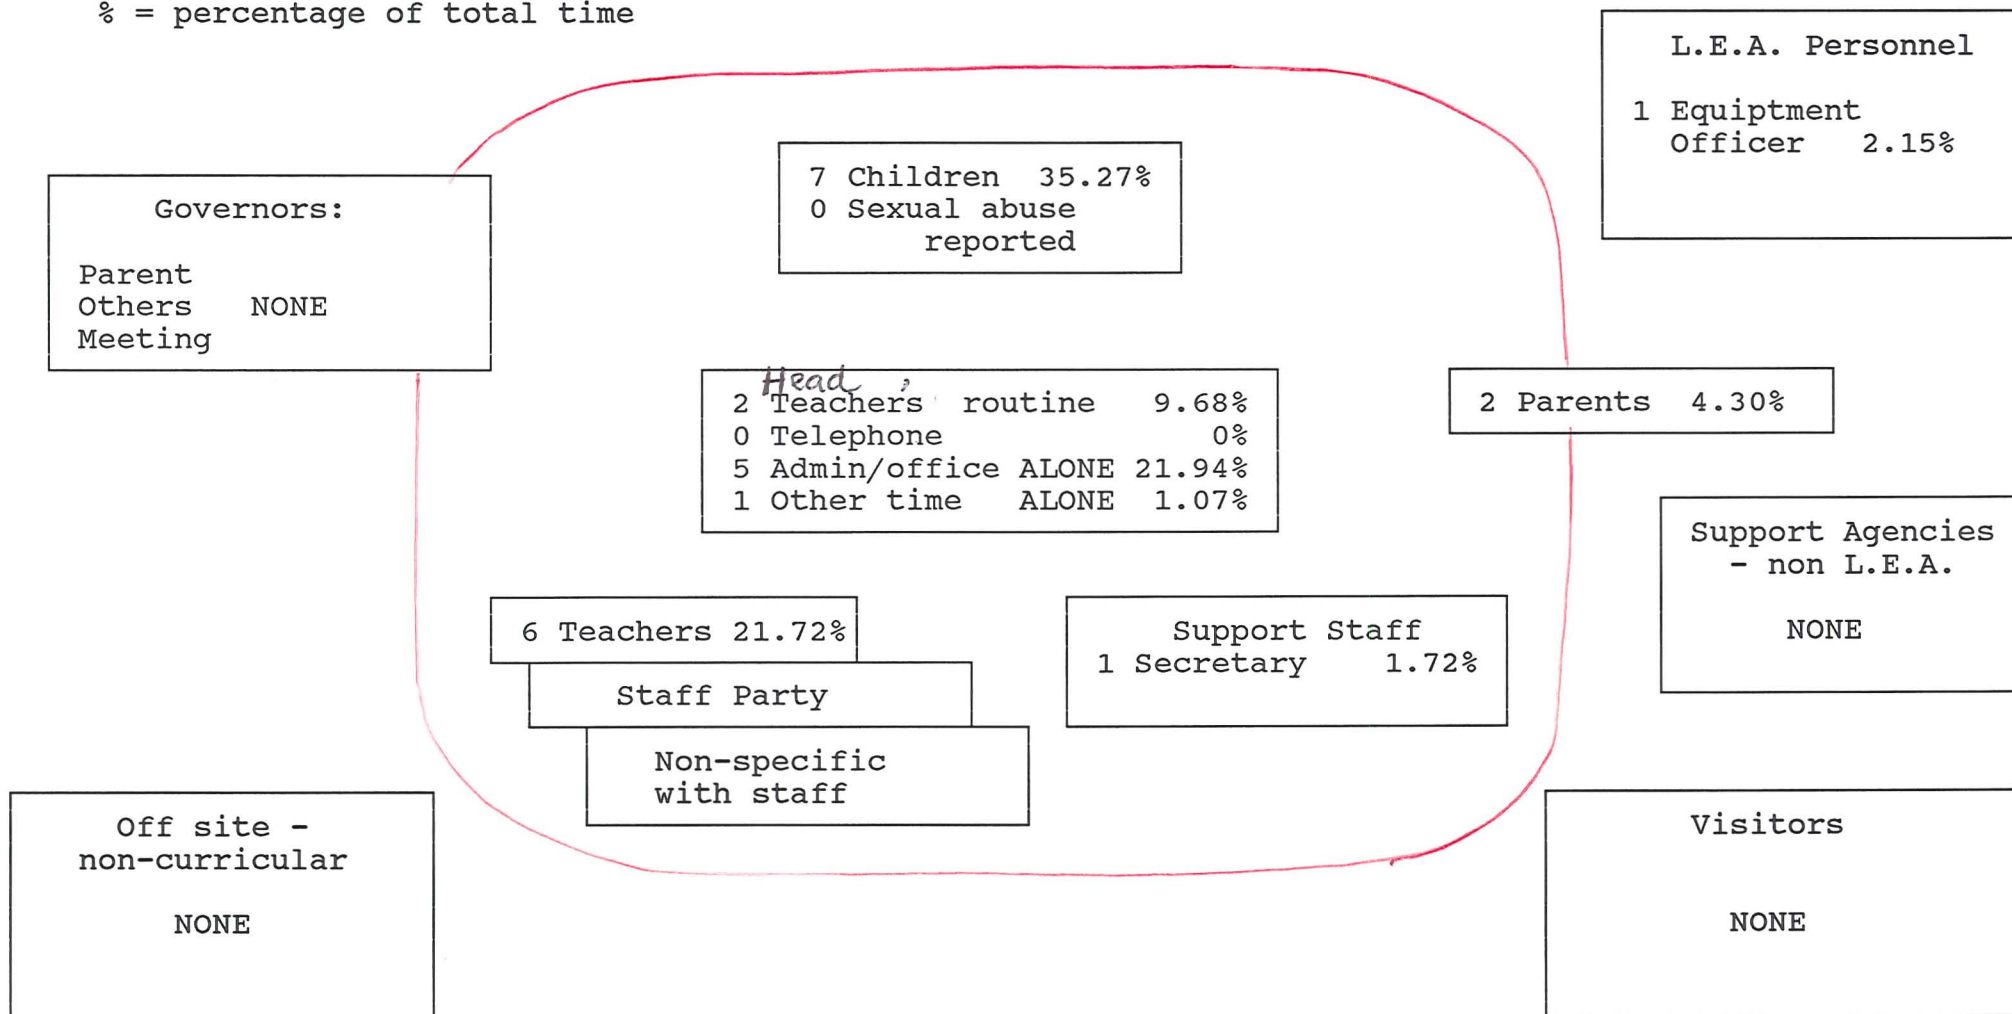 % = percentage of total time
L.E.A. Personnel
1 Equiptment
Officer 2.15%
7 Children 35.27%
0 Sexual abuse
reported
Governors:
Parent
Others NONE
Meeting
Head
2 Teacher's routine 9.68%
0 Telephone 0%
5 Admin/office ALONE 21.94%
1 Other time ALONE 1.07%
2 Parents 4.30%
Support Agencies
- non L.E.A.
NONE
6 Teachers 21.72%
Staff Party
Non-specific
with staff
Support Staff
1 Secretary 1.72%
Off site -
non-curricular
NONE
Visitors
NONE